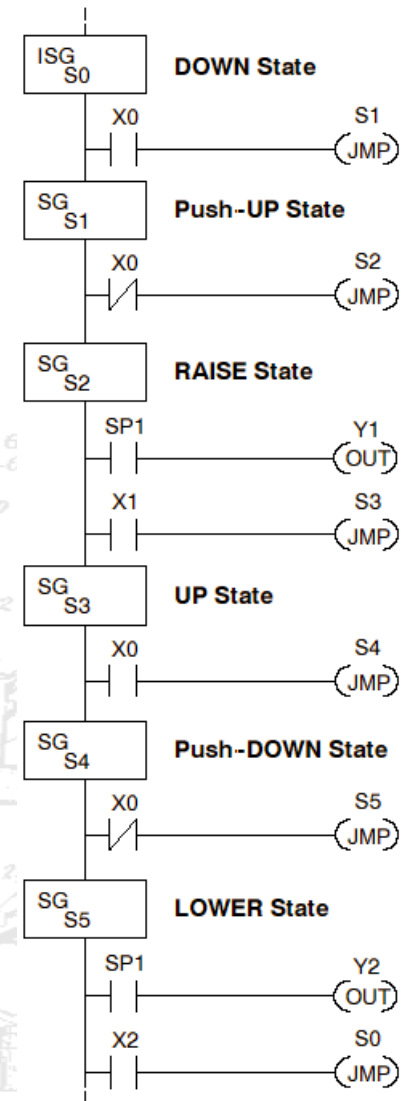 ISG
S0
DOWN State
X0
S1
JMP
SG
S1
Push-UP State
X0
S2
JMP
SG
S2
RAISE State
SP1
Y1
OUT
X1
S3
JMP
SG
S3
UP State
X0
S4
JMP
SG
S4
Push-DOWN State
X0
S5
JMP
SG
S5
LOWER State
SP1
Y2
OUT
X2
S0
JMP